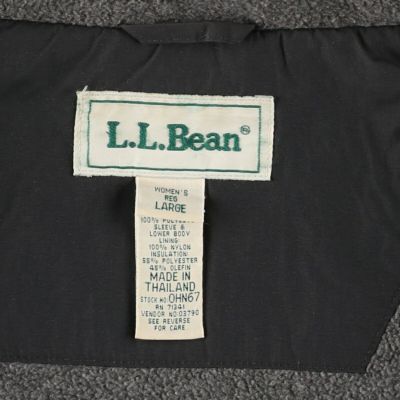 L.L.Bean®
WOMEN'S
REG
LARGE
100% POLYESTER
SLEEVE &
LOWER BODY
LINING:
100% NYLON
INSULATION:
55% POLYESTER
45% OLEFIN
MADE IN
THAILAND
STOCK NO: OHN67
RN 71341
VENDOR NO: 03790
SEE REVERSE
FOR CARE